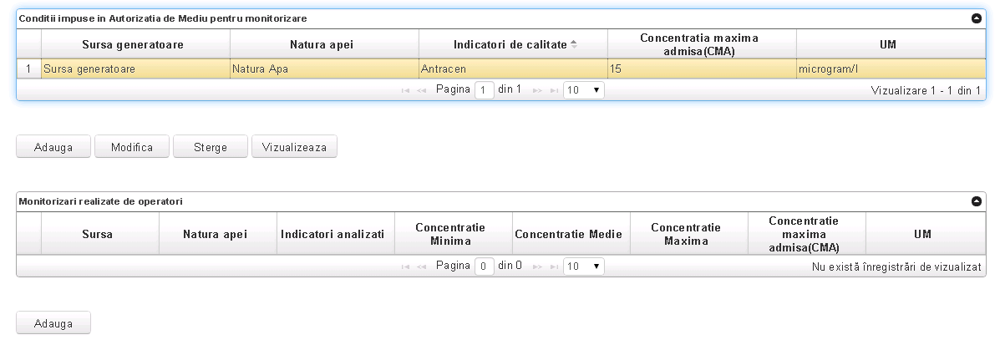 Conditii impuse in Autorizatia de Mediu pentru monitorizare
Sursa generatoare Natura apei Indicatori de calitate Concentratia maxima admisa(CMA) UM
1 Sursa generatoare Natura Apa Antracen 15 microgram/l
Pagina 1 din 1 10 Vizualizare 1 - 1 din 1
Adauga Modifica Sterge Vizualizeaza
Monitorizari realizate de operatori
Sursa Natura apei Indicatori analizati Concentratie Minima Concentratie Medie Concentratie Maxima Concentratie maxima admisa(CMA) UM
Pagina 0 din 0 10 Nu există înregistrări de vizualizat
Adauga